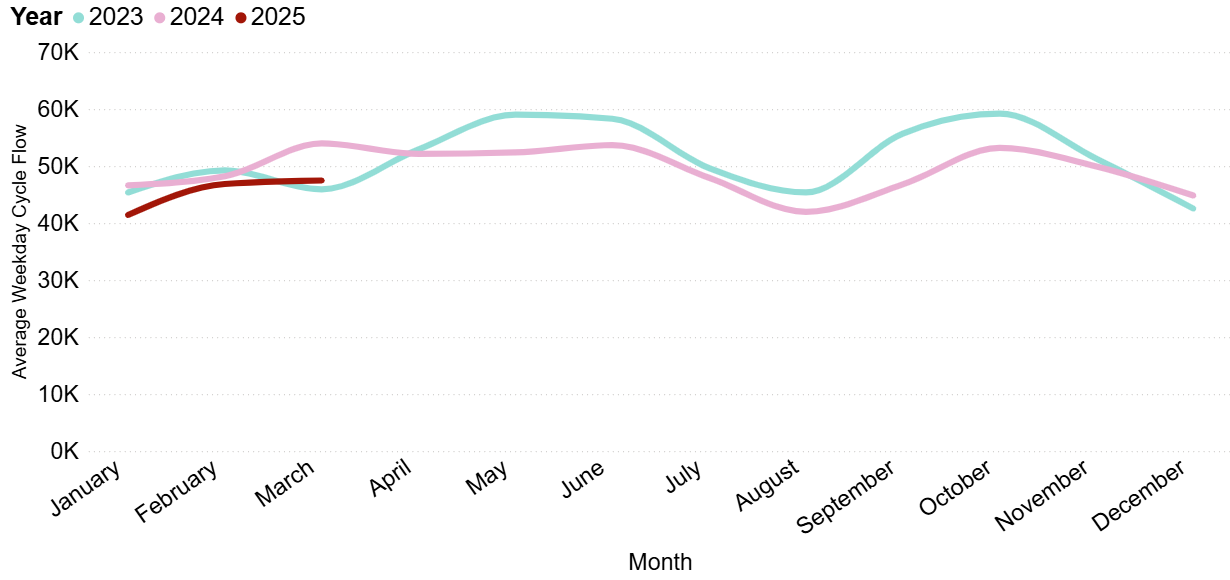 Year 2023 2024 2025
70K
60K
50K
40K
30K
20K
10K
0K
Average Weekday Cycle Flow
January February March April May June July August September October November December
Month